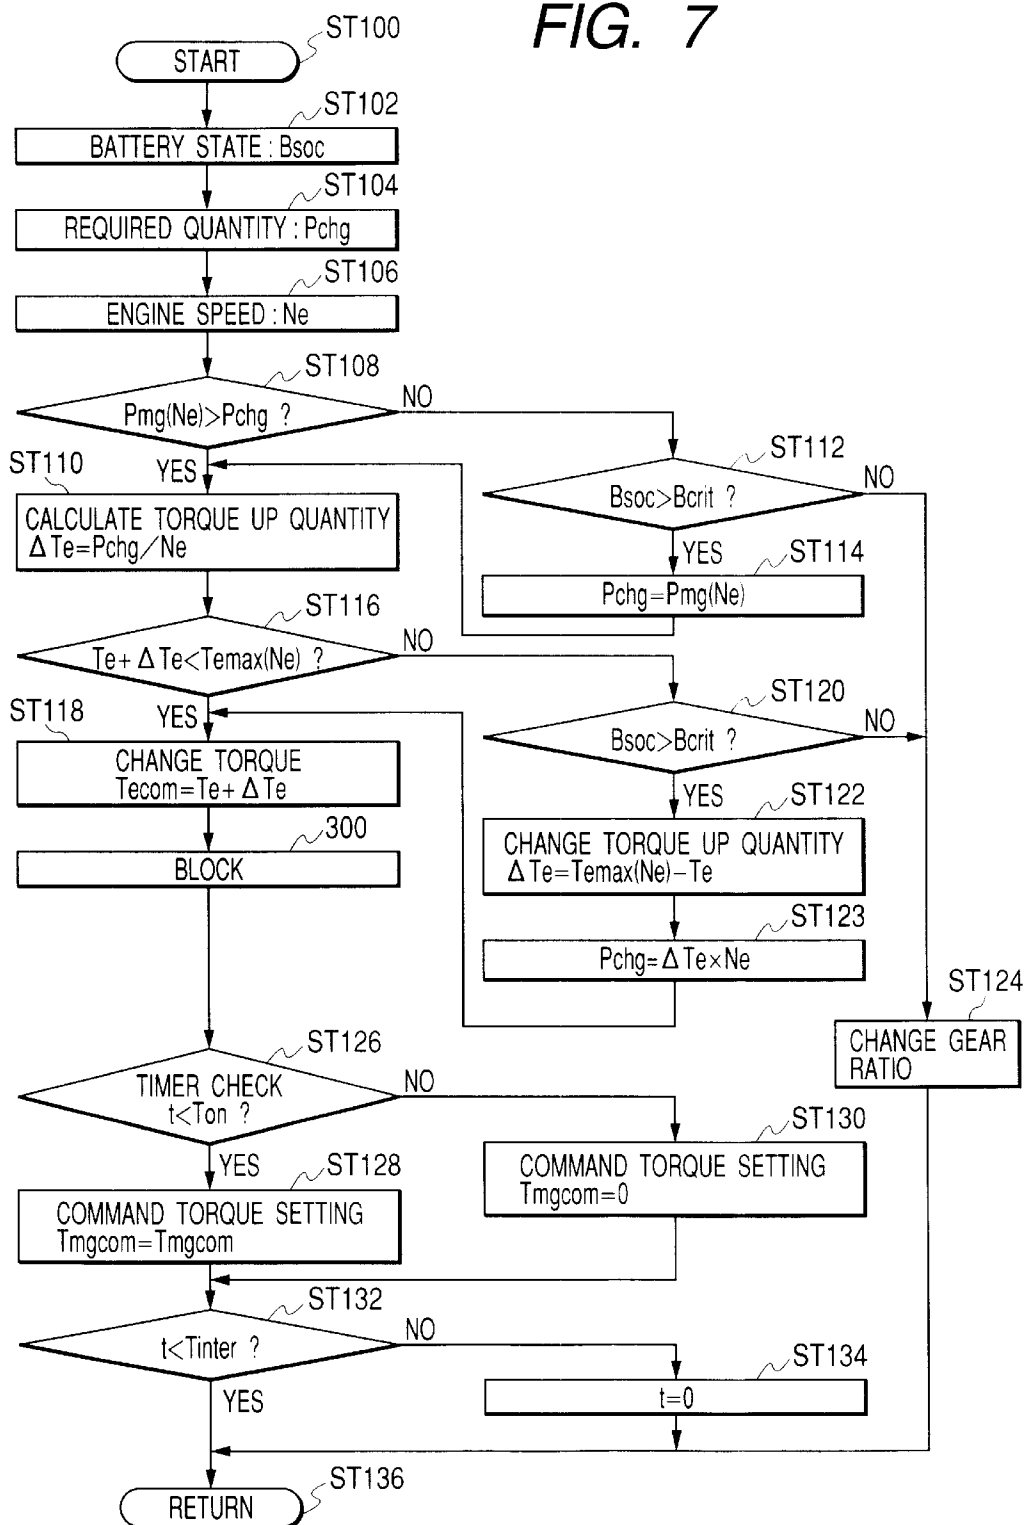 FIG. 7
ST100
START
ST102
BATTERY STATE : Bsoc
ST104
REQUIRED QUANTITY : Pchg
ST106
ENGINE SPEED : Ne
ST108
Pmg(Ne)>Pchg ?
NO
YES
ST112
Bsoc>Bcrit ?
NO
YES
ST110
CALCULATE TORQUE UP QUANTITY
ΔTe=Pchg/Ne
ST114
Pchg=Pmg(Ne)
ST116
Te+ΔTe<Temax(Ne) ?
NO
YES
ST120
Bsoc>Bcrit ?
NO
YES
ST118
CHANGE TORQUE
Tecom=Te+ΔTe
300
BLOCK
ST122
CHANGE TORQUE UP QUANTITY
ΔTe=Temax(Ne)−Te
ST123
Pchg=ΔTe×Ne
ST124
CHANGE GEAR
RATIO
ST126
TIMER CHECK
t<Ton ?
NO
YES
ST130
COMMAND TORQUE SETTING
Tmgcom=0
ST128
COMMAND TORQUE SETTING
Tmgcom=Tmgcom
ST132
t<Tinter ?
NO
YES
ST134
t=0
ST136
RETURN